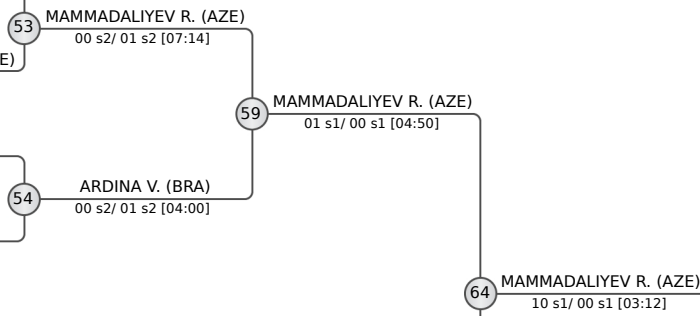 53
MAMMADALIYEV R. (AZE)
00 s2/ 01 s2 [07:14]
E)
59
MAMMADALIYEV R. (AZE)
01 s1/ 00 s1 [04:50]
54
ARDINA V. (BRA)
00 s2/ 01 s2 [04:00]
64
MAMMADALIYEV R. (AZE)
10 s1/ 00 s1 [03:12]